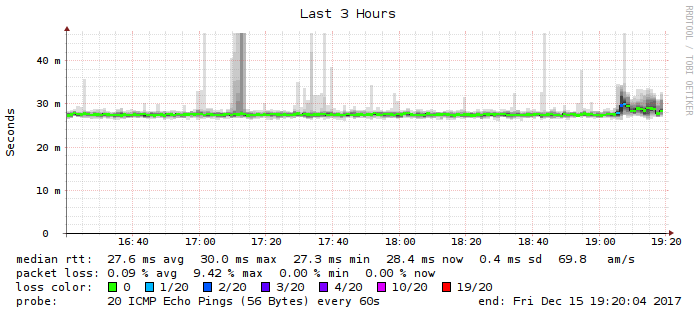 Last 3 Hours
RRDTOOL / TOBI OETIKER
Seconds
40 m
30 m
20 m
10 m
0
16:40 17:00 17:20 17:40 18:00 18:20 18:40 19:00 19:20
median rtt: 27.6 ms avg 30.0 ms max 27.3 ms min 28.4 ms now 0.4 ms sd 69.8 am/s
packet loss: 0.09 % avg 9.42 % max 0.00 % min 0.00 % now
loss color: 0 1/20 2/20 3/20 4/20 10/20 19/20
probe: 20 ICMP Echo Pings (56 Bytes) every 60s end: Fri Dec 15 19:20:04 2017